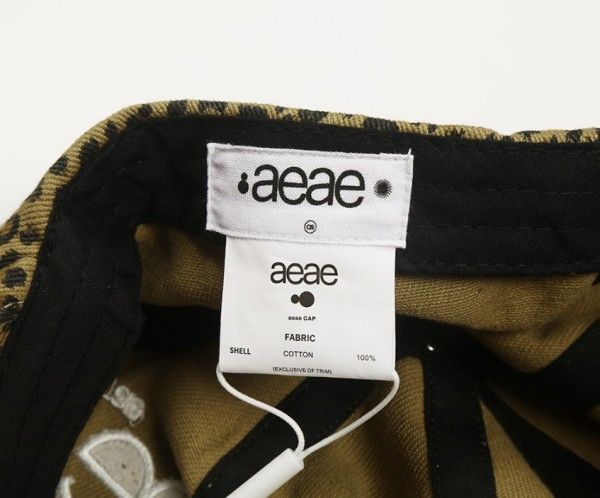 aeae
aeae
aeae CAP
FABRIC
SHELL COTTON 100%
(EXCLUSIVE OF TRIM)